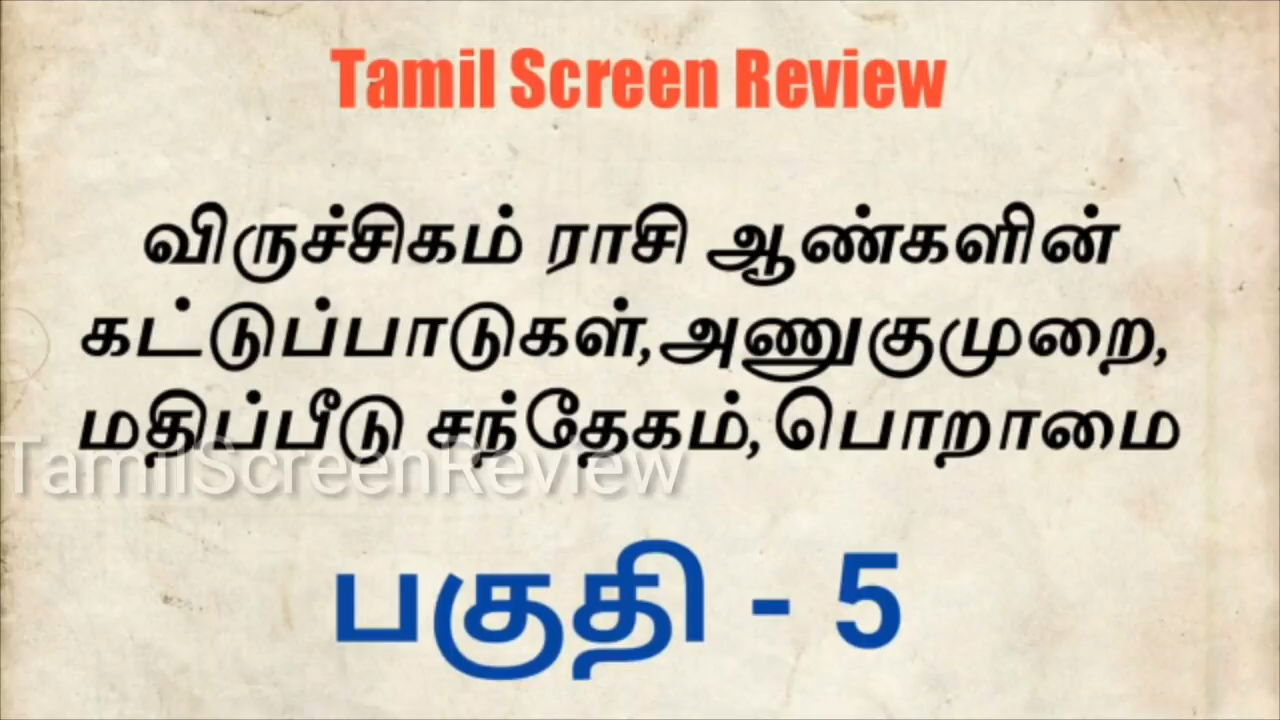 Tamil Screen Review
விருச்சிகம் ராசி ஆண்களின்
கட்டுப்பாடுகள்,அணுகுமுறை,
மதிப்பீடு சந்தேகம்,பொறாமை
TamilScreenReview
பகுதி - 5